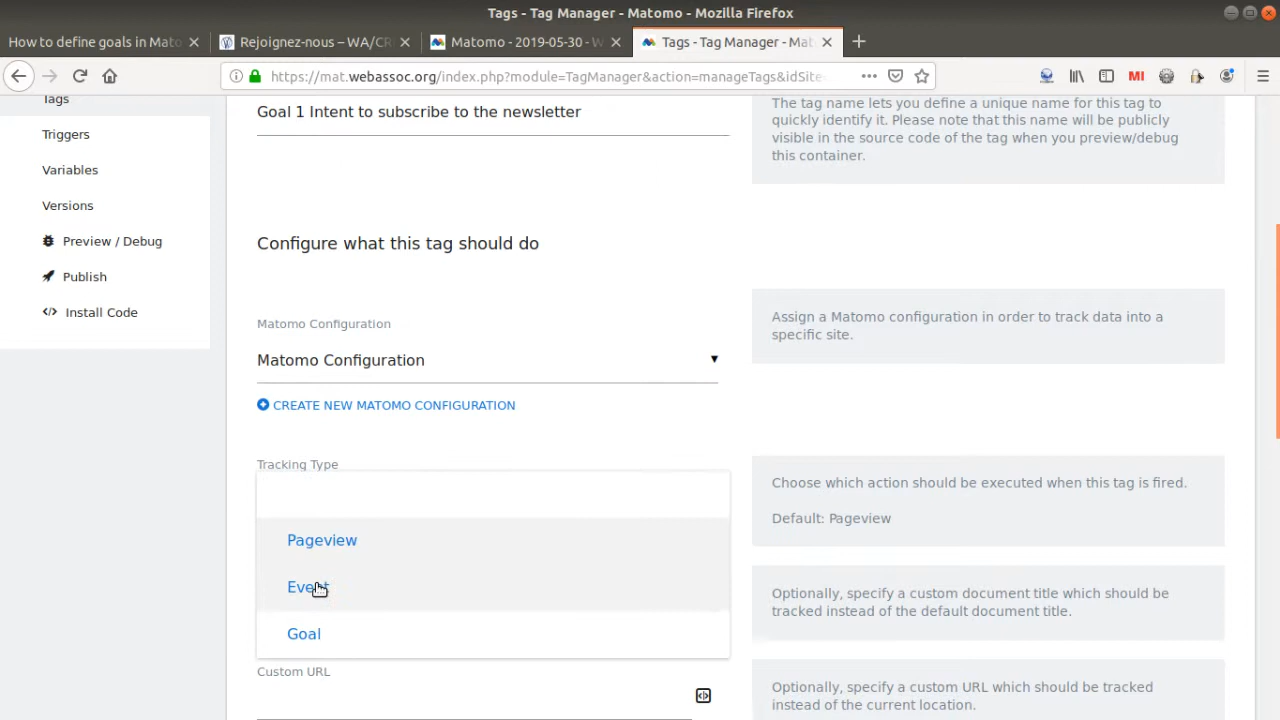 Tags - Tag Manager - Matomo - Mozilla Firefox
How to define goals in Mato
Rejoignez-nous – WA/CR
Matomo - 2019-05-30 - W
Tags - Tag Manager - Mat
https://mat.webassoc.org/index.php?module=TagManager&action=manageTags&idSite
MI
Tags
Triggers
Variables
Versions
Preview / Debug
Publish
Install Code
Goal 1 Intent to subscribe to the newsletter
The tag name lets you define a unique name for this tag to
quickly identify it. Please note that this name will be publicly
visible in the source code of the tag when you preview/debug
this container.
Configure what this tag should do
Matomo Configuration
Matomo Configuration
CREATE NEW MATOMO CONFIGURATION
Assign a Matomo configuration in order to track data into a
specific site.
Tracking Type
Pageview
Event
Goal
Choose which action should be executed when this tag is fired.
Default: Pageview
Optionally, specify a custom document title which should be
tracked instead of the default document title.
Custom URL
Optionally, specify a custom URL which should be tracked
instead of the current location.